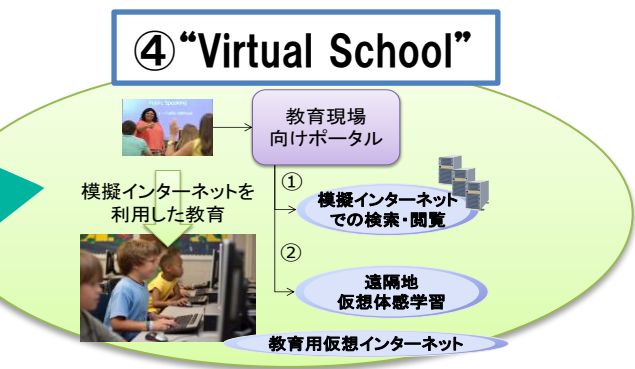 ④“Virtual School”
Public Speaking
教育現場
向けポータル
①
模擬インターネットを
利用した教育
模擬インターネット
での検索・閲覧
②
遠隔地
仮想体感学習
教育用仮想インターネット